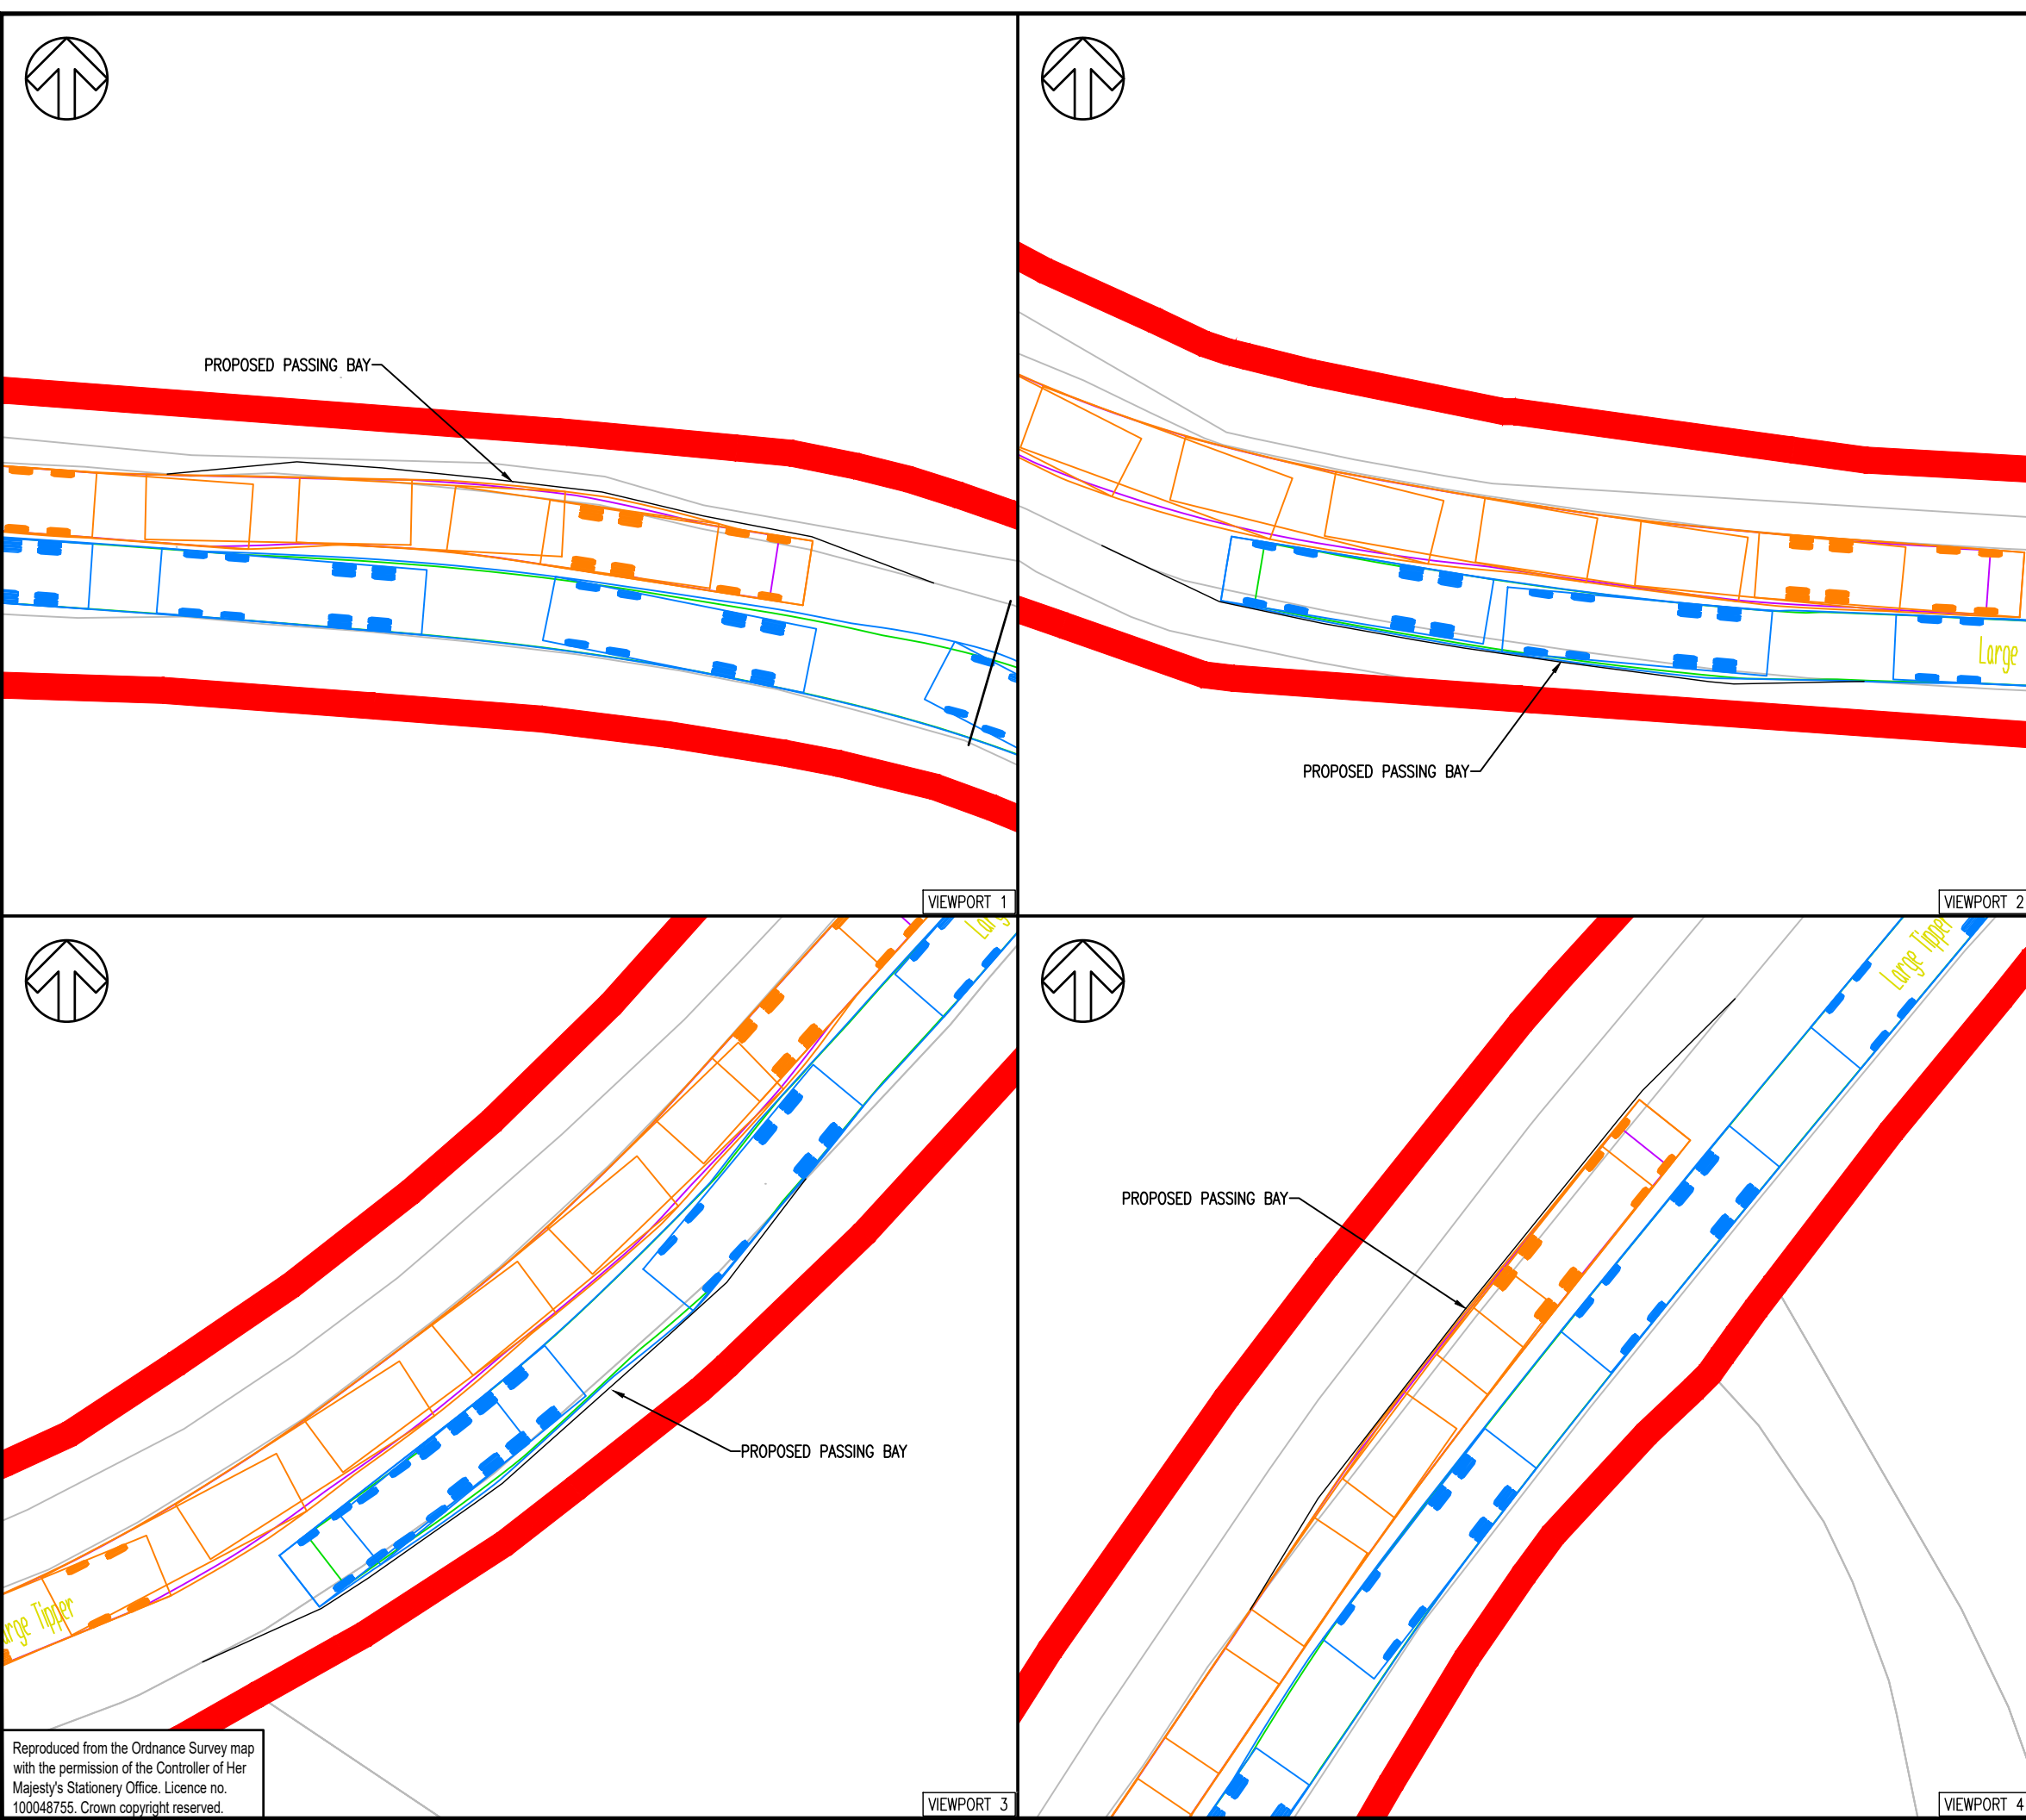 PROPOSED PASSING BAY
VIEWPORT 1
PROPOSED PASSING BAY
Large
VIEWPORT 2
PROPOSED PASSING BAY
Tipper
Reproduced from the Ordnance Survey map
with the permission of the Controller of Her
Majesty's Stationery Office. Licence no.
100048755. Crown copyright reserved.
VIEWPORT 3
Large Tipper
PROPOSED PASSING BAY
VIEWPORT 4